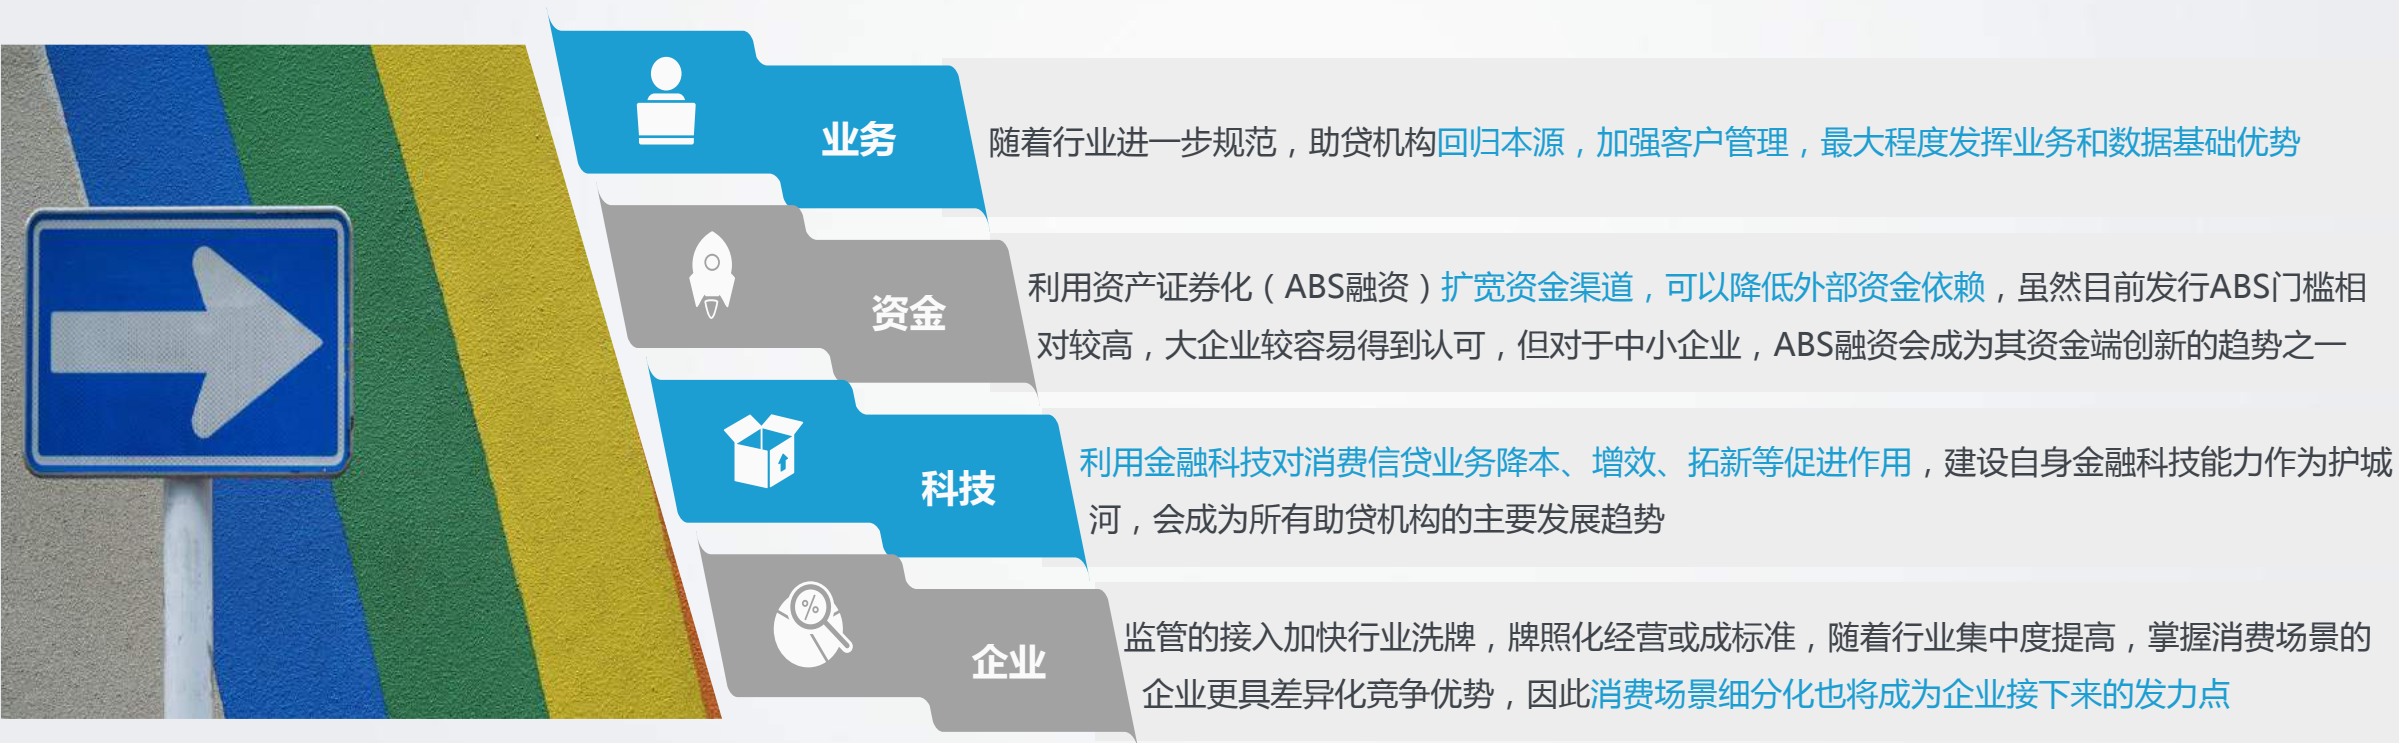 业务
随着行业进一步规范，助贷机构回归本源，加强客户管理，最大程度发挥业务和数据基础优势
资金
利用资产证券化（ABS融资）扩宽资金渠道，可以降低外部资金依赖，虽然目前发行ABS门槛相
对较高，大企业较容易得到认可，但对于中小企业，ABS融资会成为其资金端创新的趋势之一
科技
利用金融科技对消费信贷业务降本、增效、拓新等促进作用，建设自身金融科技能力作为护城
河，会成为所有助贷机构的主要发展趋势
企业
监管的接入加快行业洗牌，牌照化经营或成标准，随着行业集中度提高，掌握消费场景的
企业更具差异化竞争优势，因此消费场景细分化也将成为企业接下来的发力点